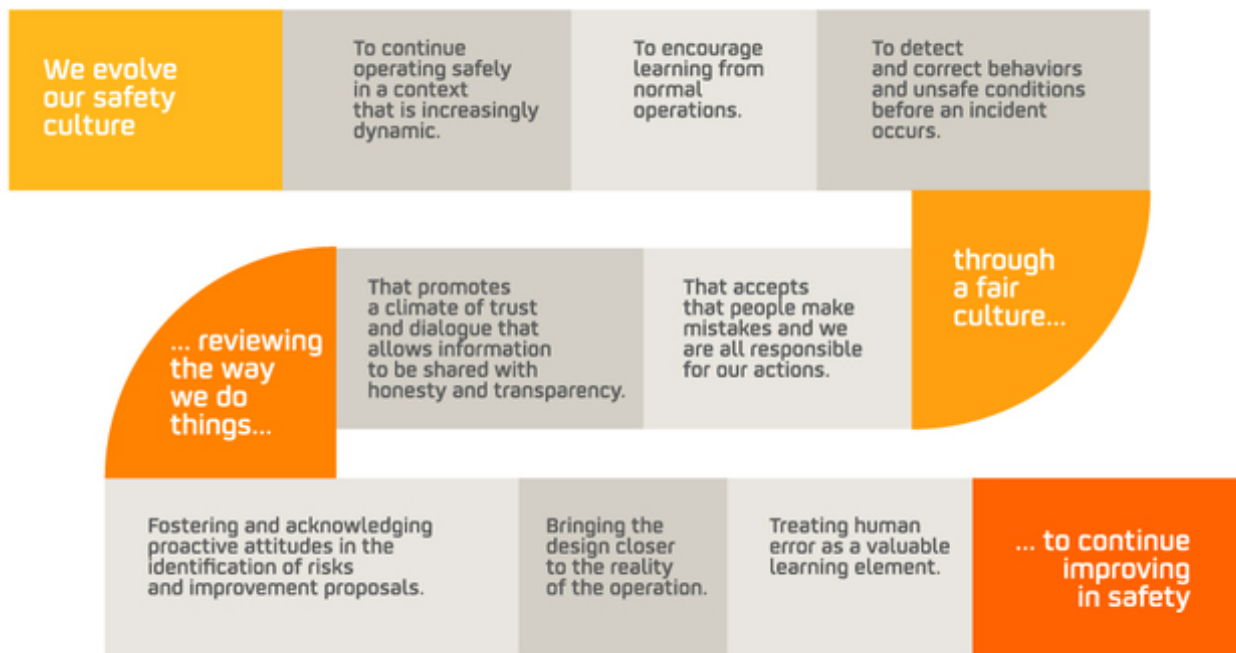 We evolve
our safety
culture
To continue
operating safely
in a context
that is increasingly
dynamic.
To encourage
learning from
normal
operations.
To detect
and correct behaviors
and unsafe conditions
before an incident
occurs.
through
a fair
culture...
That accepts
that people make
mistakes and we
are all responsible
for our actions.
That promotes
a climate of trust
and dialogue that
allows information
to be shared with
honesty and transparency.
... reviewing
the way
we do
things...
Fostering and acknowledging
proactive attitudes in the
identification of risks
and improvement proposals.
Bringing the
design closer
to the reality
of the operation.
Treating human
error as a valuable
learning element.
... to continue
improving
in safety